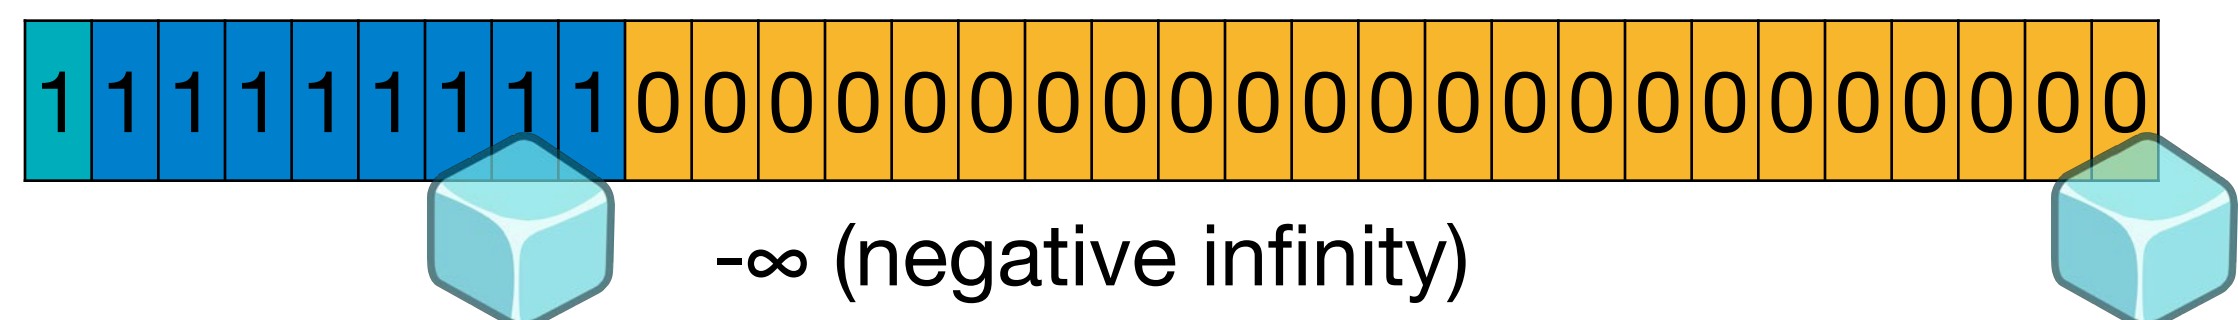 1 1 1 1 1 1 1 1 1 0 0 0 0 0 0 0 0 0 0 0 0 0 0 0 0 0 0 0 0 0 0 0
-∞ (negative infinity)